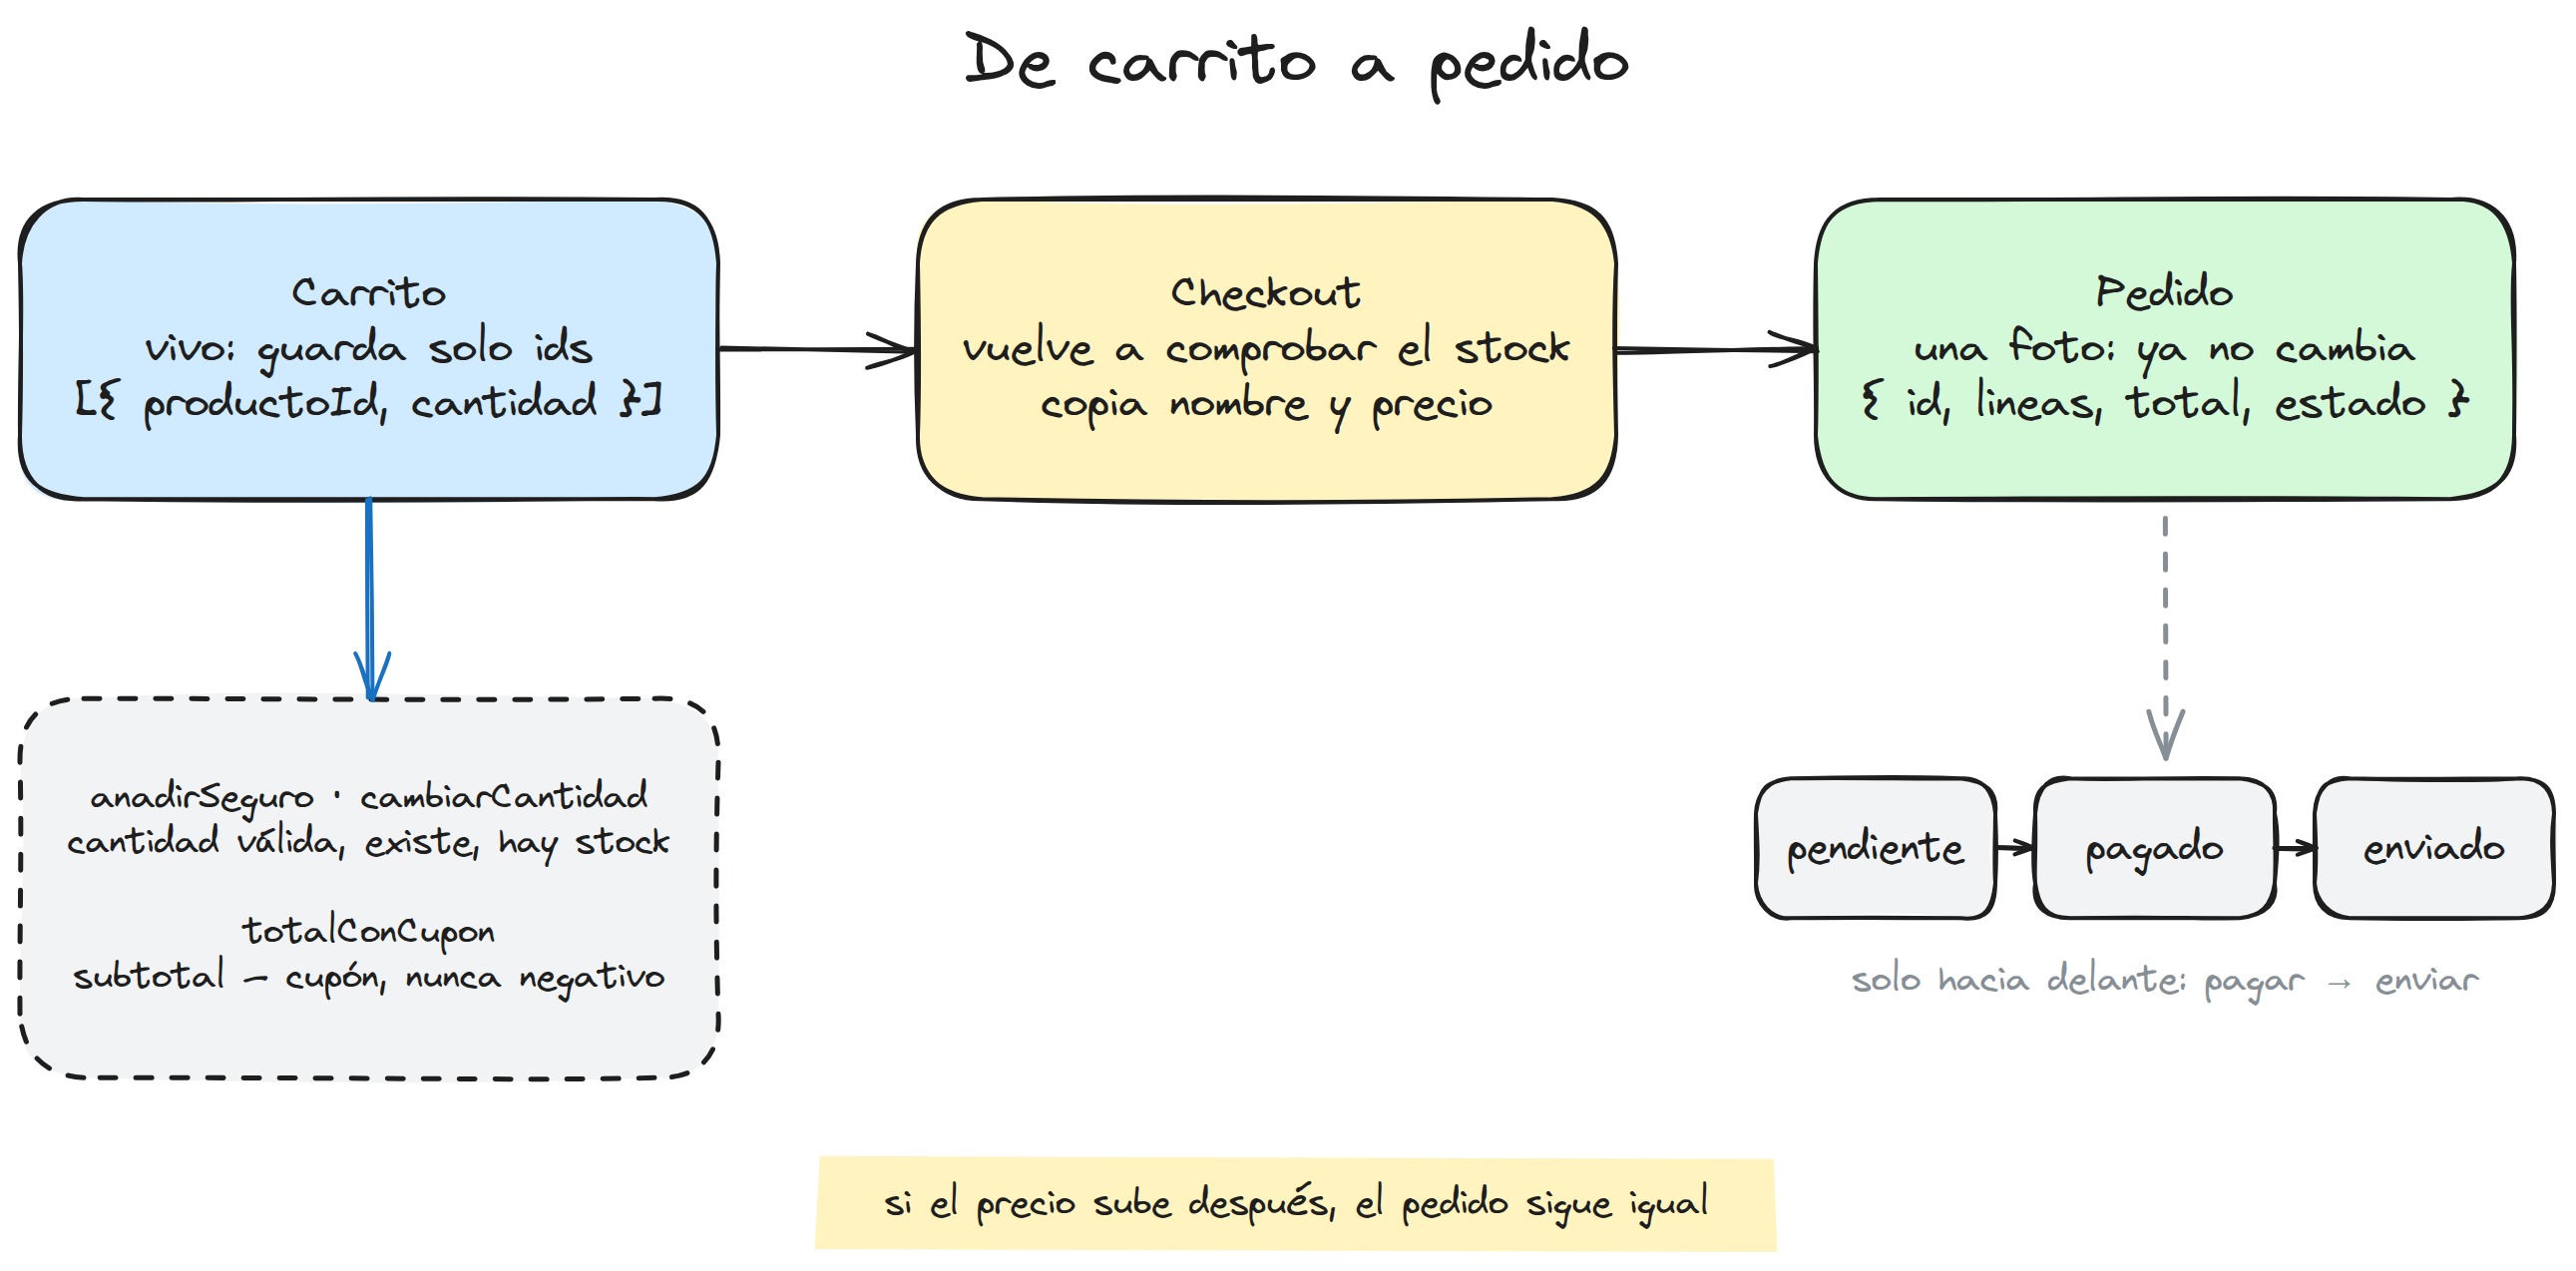 De carrito a pedido
Carrito
vivo: guarda solo ids
[{ productoId, cantidad }]
Checkout
vuelve a comprobar el stock
copia nombre y precio
Pedido
una foto: ya no cambia
{ id, lineas, total, estado }
anadirSeguro · cambiarCantidad
cantidad válida, existe, hay stock
totalConCupon
subtotal – cupón, nunca negativo
pendiente
pagado
enviado
solo hacia delante: pagar → enviar
si el precio sube después, el pedido sigue igual